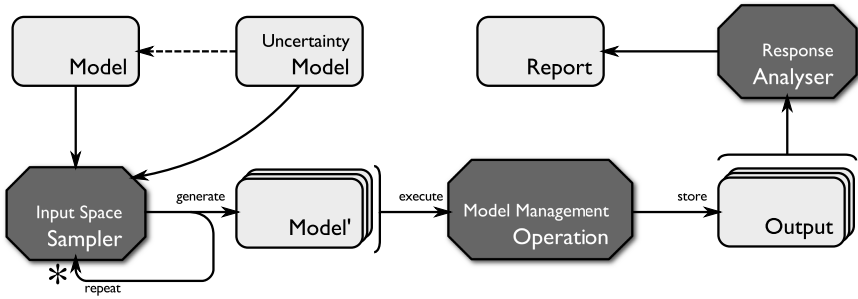 Model
Uncertainty
Model
Report
Response
Analyser
Input Space
Sampler
generate
Model'
execute
Model Management
Operation
store
Output
*
repeat